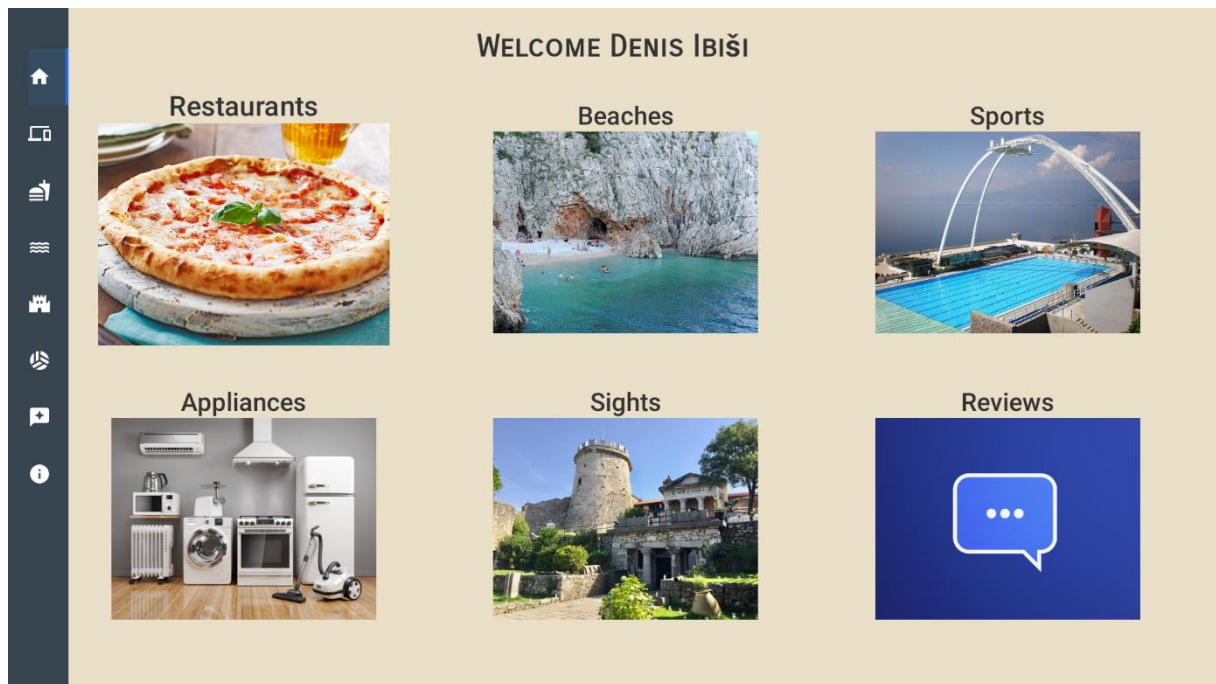 Welcome Denis Ibiši
Restaurants
Beaches
Sports
Appliances
Sights
Reviews